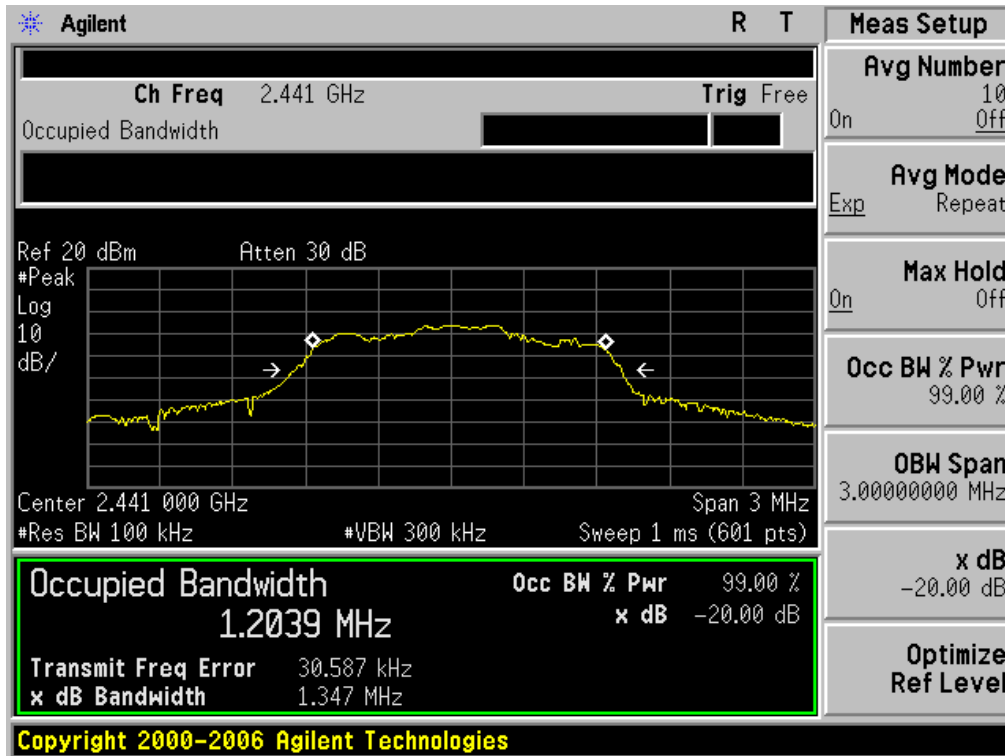 Agilent R T
Ch Freq 2.441 GHz Trig Free
Occupied Bandwidth
Ref 20 dBm Atten 30 dB
#Peak
Log
10
dB/
Center 2.441 000 GHz Span 3 MHz
#Res BW 100 kHz #VBW 300 kHz Sweep 1 ms (601 pts)
Occupied Bandwidth
1.2039 MHz
Occ BW % Pwr 99.00 %
x dB -20.00 dB
Transmit Freq Error 30.587 kHz
x dB Bandwidth 1.347 MHz
Copyright 2000-2006 Agilent Technologies
Meas Setup
Avg Number
10
On Off
Avg Mode
Exp Repeat
Max Hold
On Off
Occ BW % Pwr
99.00 %
OBW Span
3.00000000 MHz
x dB
-20.00 dB
Optimize
Ref Level